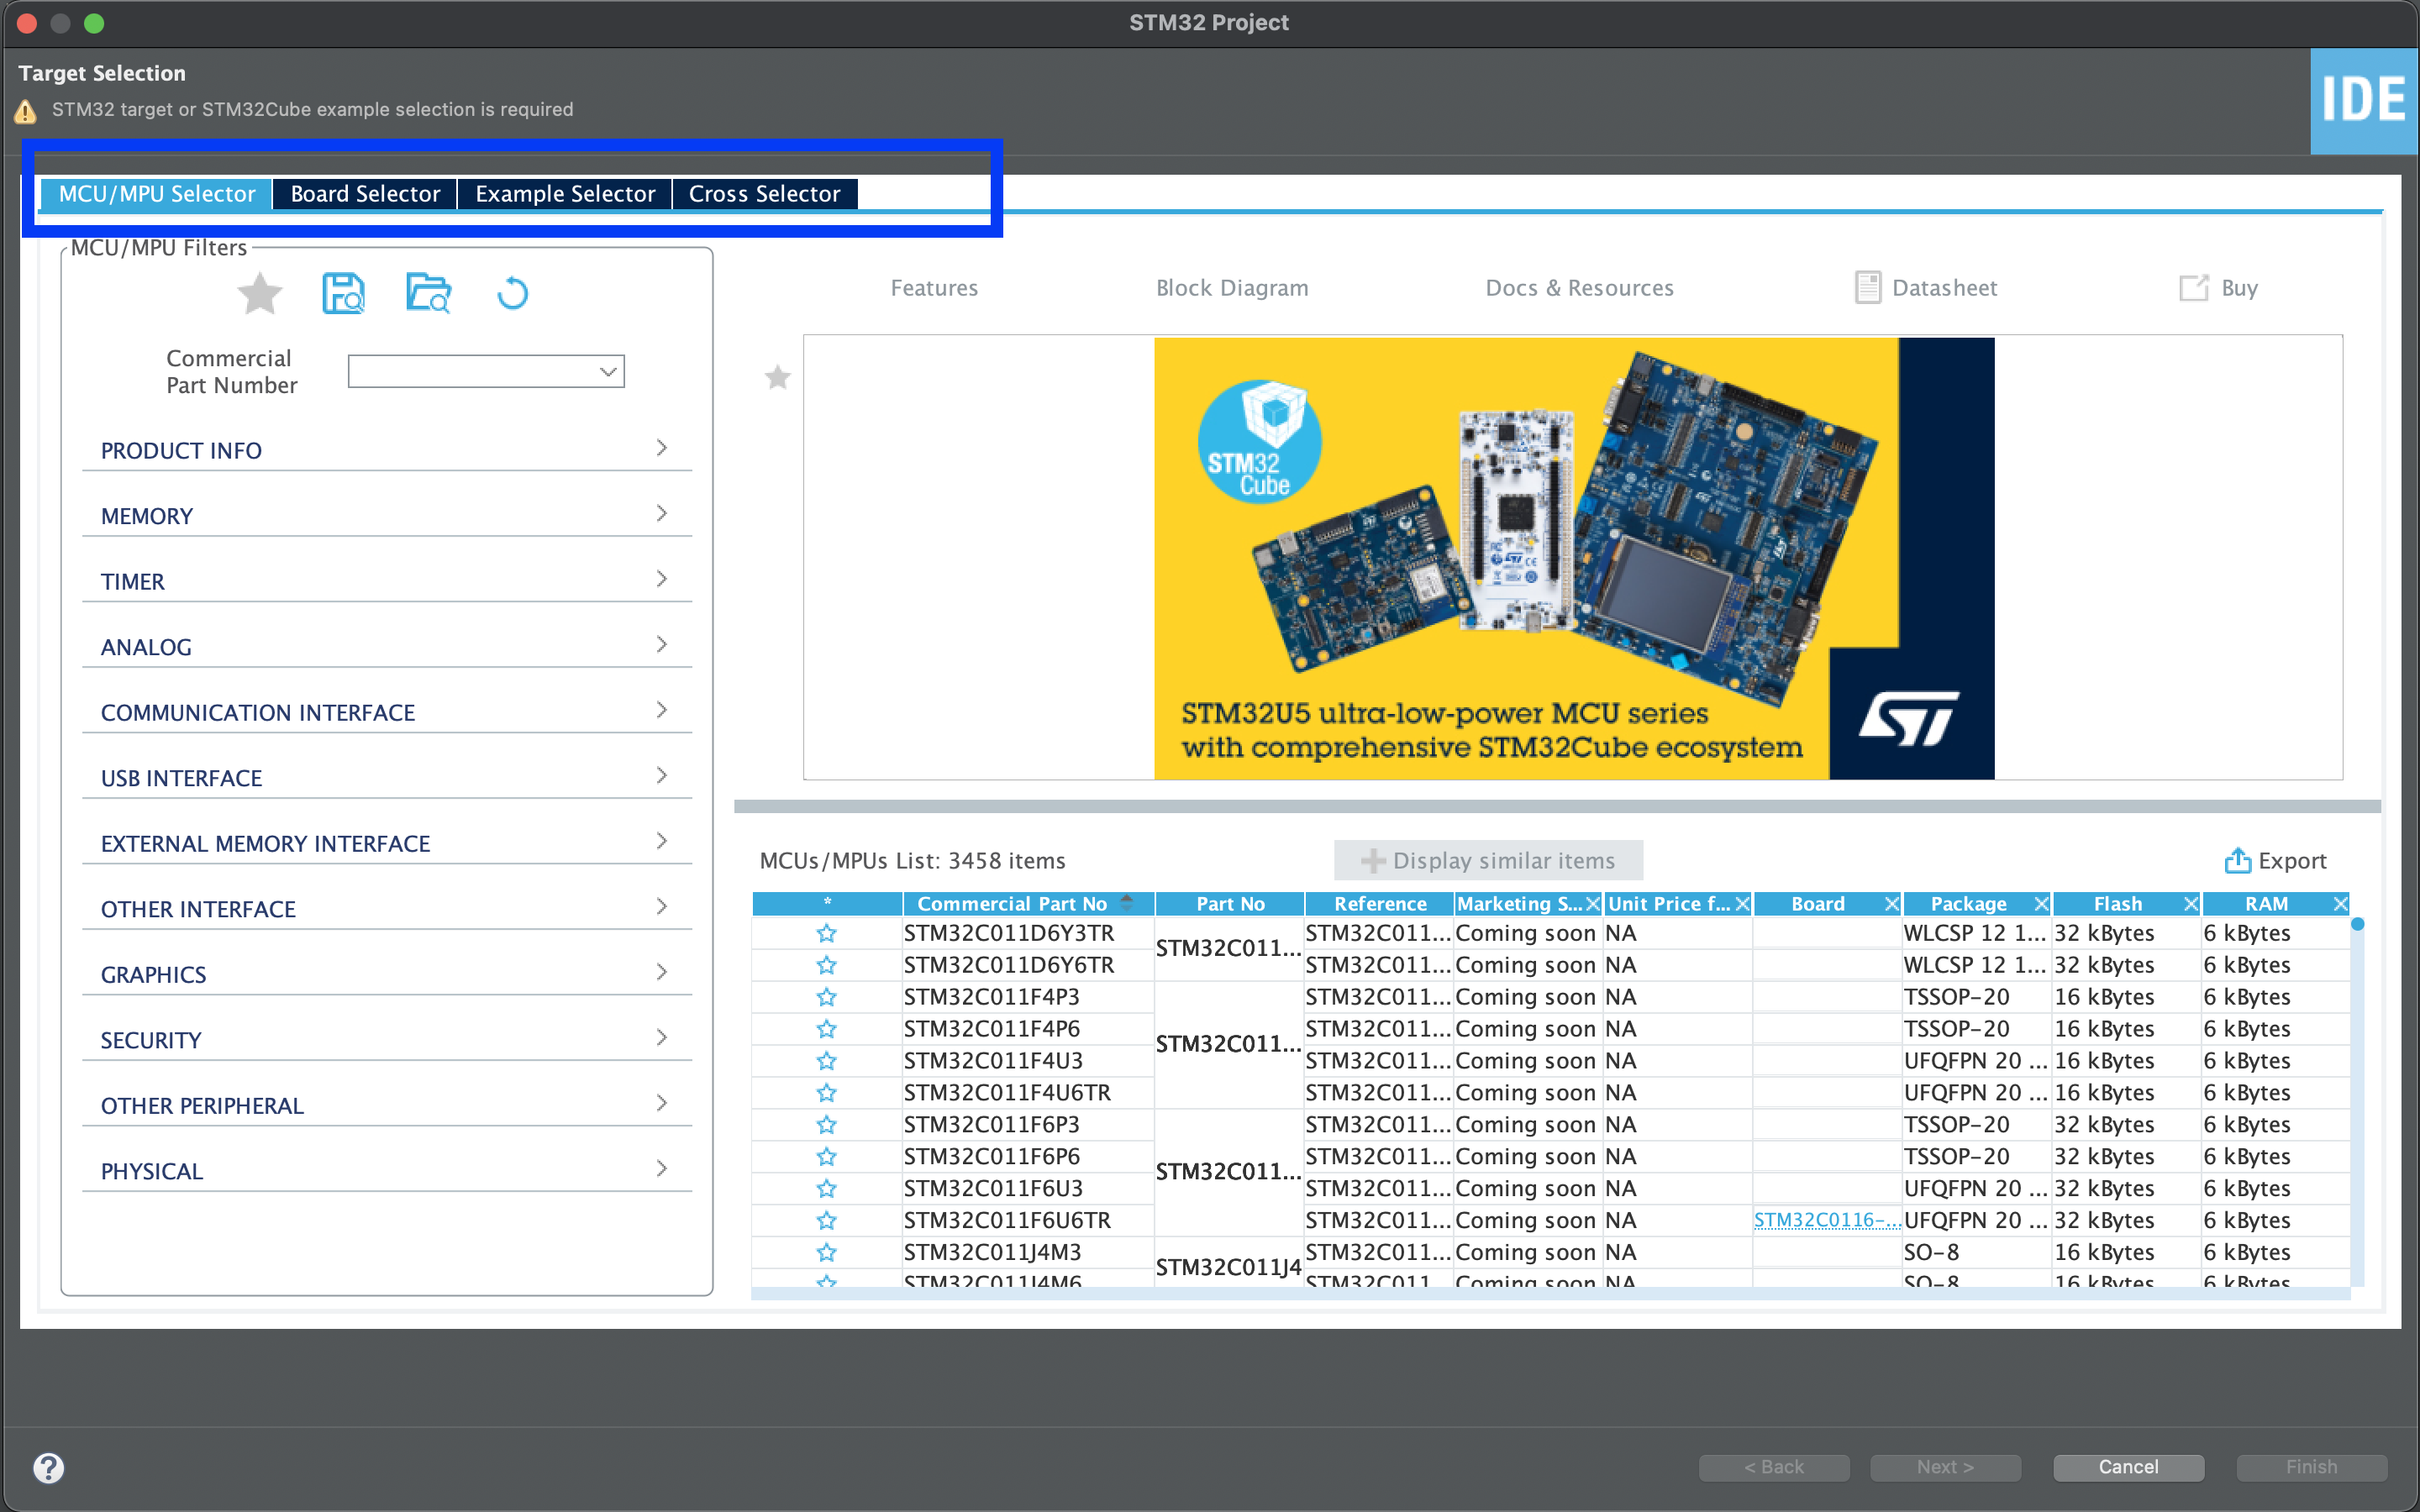 STM32 Project
Target Selection
STM32 target or STM32Cube example selection is required
IDE
MCU/MPU Selector Board Selector Example Selector Cross Selector
MCU/MPU Filters
Commercial
Part Number
PRODUCT INFO
MEMORY
TIMER
ANALOG
COMMUNICATION INTERFACE
USB INTERFACE
EXTERNAL MEMORY INTERFACE
OTHER INTERFACE
GRAPHICS
SECURITY
OTHER PERIPHERAL
PHYSICAL
Features Block Diagram Docs & Resources Datasheet Buy
STM32
Cube
STM32U5 ultra-low-power MCU series
with comprehensive STM32Cube ecosystem
ST
MCUs/MPUs List: 3458 items
Display similar items
Export
* Commercial Part No Part No Reference Marketing S... Unit Price f... Board Package Flash RAM
STM32C011D6Y3TR STM32C011... STM32C011... Coming soon NA WLCSP 12 1... 32 kBytes 6 kBytes
STM32C011D6Y6TR STM32C011... Coming soon NA WLCSP 12 1... 32 kBytes 6 kBytes
STM32C011F4P3 STM32C011... STM32C011... Coming soon NA TSSOP-20 16 kBytes 6 kBytes
STM32C011F4P6 STM32C011... Coming soon NA TSSOP-20 16 kBytes 6 kBytes
STM32C011F4U3 STM32C011... Coming soon NA UFQFPN 20 ... 16 kBytes 6 kBytes
STM32C011F4U6TR STM32C011... Coming soon NA UFQFPN 20 ... 16 kBytes 6 kBytes
STM32C011F6P3 STM32C011... STM32C011... Coming soon NA TSSOP-20 32 kBytes 6 kBytes
STM32C011F6P6 STM32C011... Coming soon NA TSSOP-20 32 kBytes 6 kBytes
STM32C011F6U3 STM32C011... Coming soon NA UFQFPN 20 ... 32 kBytes 6 kBytes
STM32C011F6U6TR STM32C011... Coming soon NA STM32C0116-... UFQFPN 20 ... 32 kBytes 6 kBytes
STM32C011J4M3 STM32C011J4 STM32C011... Coming soon NA SO-8 16 kBytes 6 kBytes
STM32C011J4M6 STM32C011 Coming soon NA SO-8 16 kBytes 6 kBytes
< Back Next > Cancel Finish